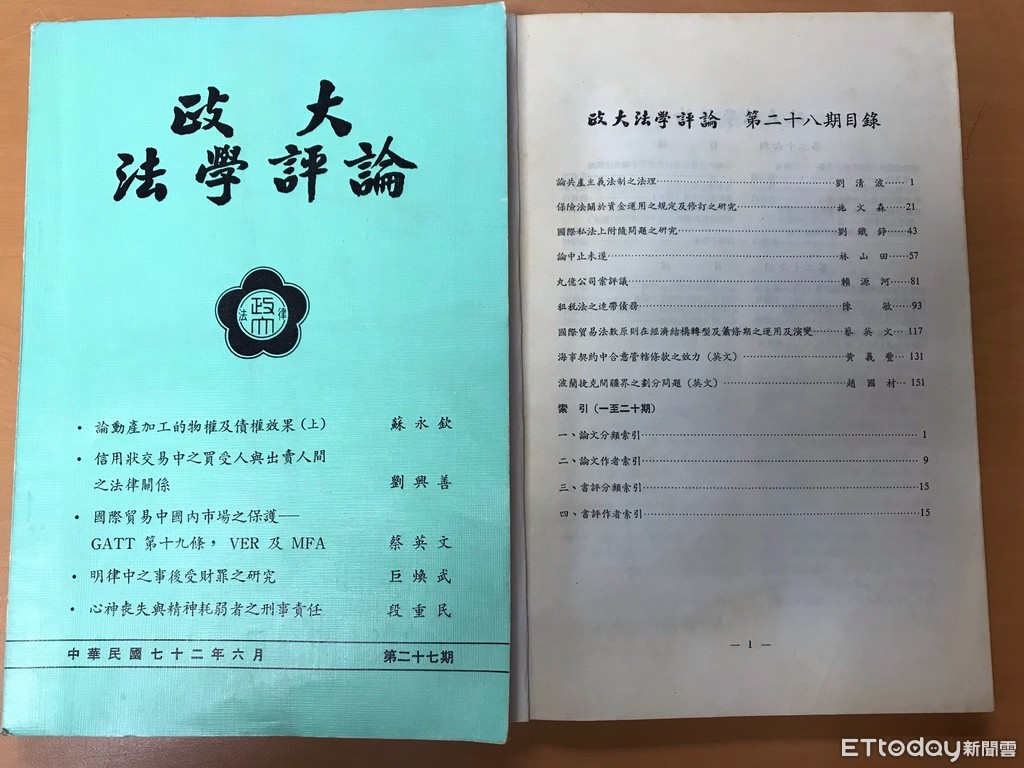 政大
法學評論
政大
法律
・論動產加工的物權及債權效果(上) 蘇永欽
・信用狀交易中之買受人與出賣人間
之法律關係 劉興善
・國際貿易中國內市場之保護──
GATT 第十九條,VER 及 MFA 蔡英文
・明律中之事後受財罪之研究 巨煥武
・心神喪失與精神耗弱者之刑事責任 段重民
中華民國七十二年六月 第二十七期
政大法學評論 第二十八期目錄
論共產主義法制之法理……劉清波……1
保險法關於資金運用之規定及修訂之研究……施文森……21
國際私法上附隨問題之研究……劉鐵錚……43
論中止未遂……林山田……57
九億公司案評議……賴源河……81
租稅法之連帶債務……陳敏……93
國際貿易法數原則在經濟結構轉型及蕭條期之運用及演變……蔡英文…117
海事契約中合意管轄條款之效力(英文)……黃義豐…131
波蘭捷克間疆界之劃分問題(英文)……趙國材…151
索引(一至二十期)
一、論文分類索引……1
二、論文作者索引……9
三、書評分類索引……15
四、書評作者索引……15
— 1 —
ETtoday新聞雲